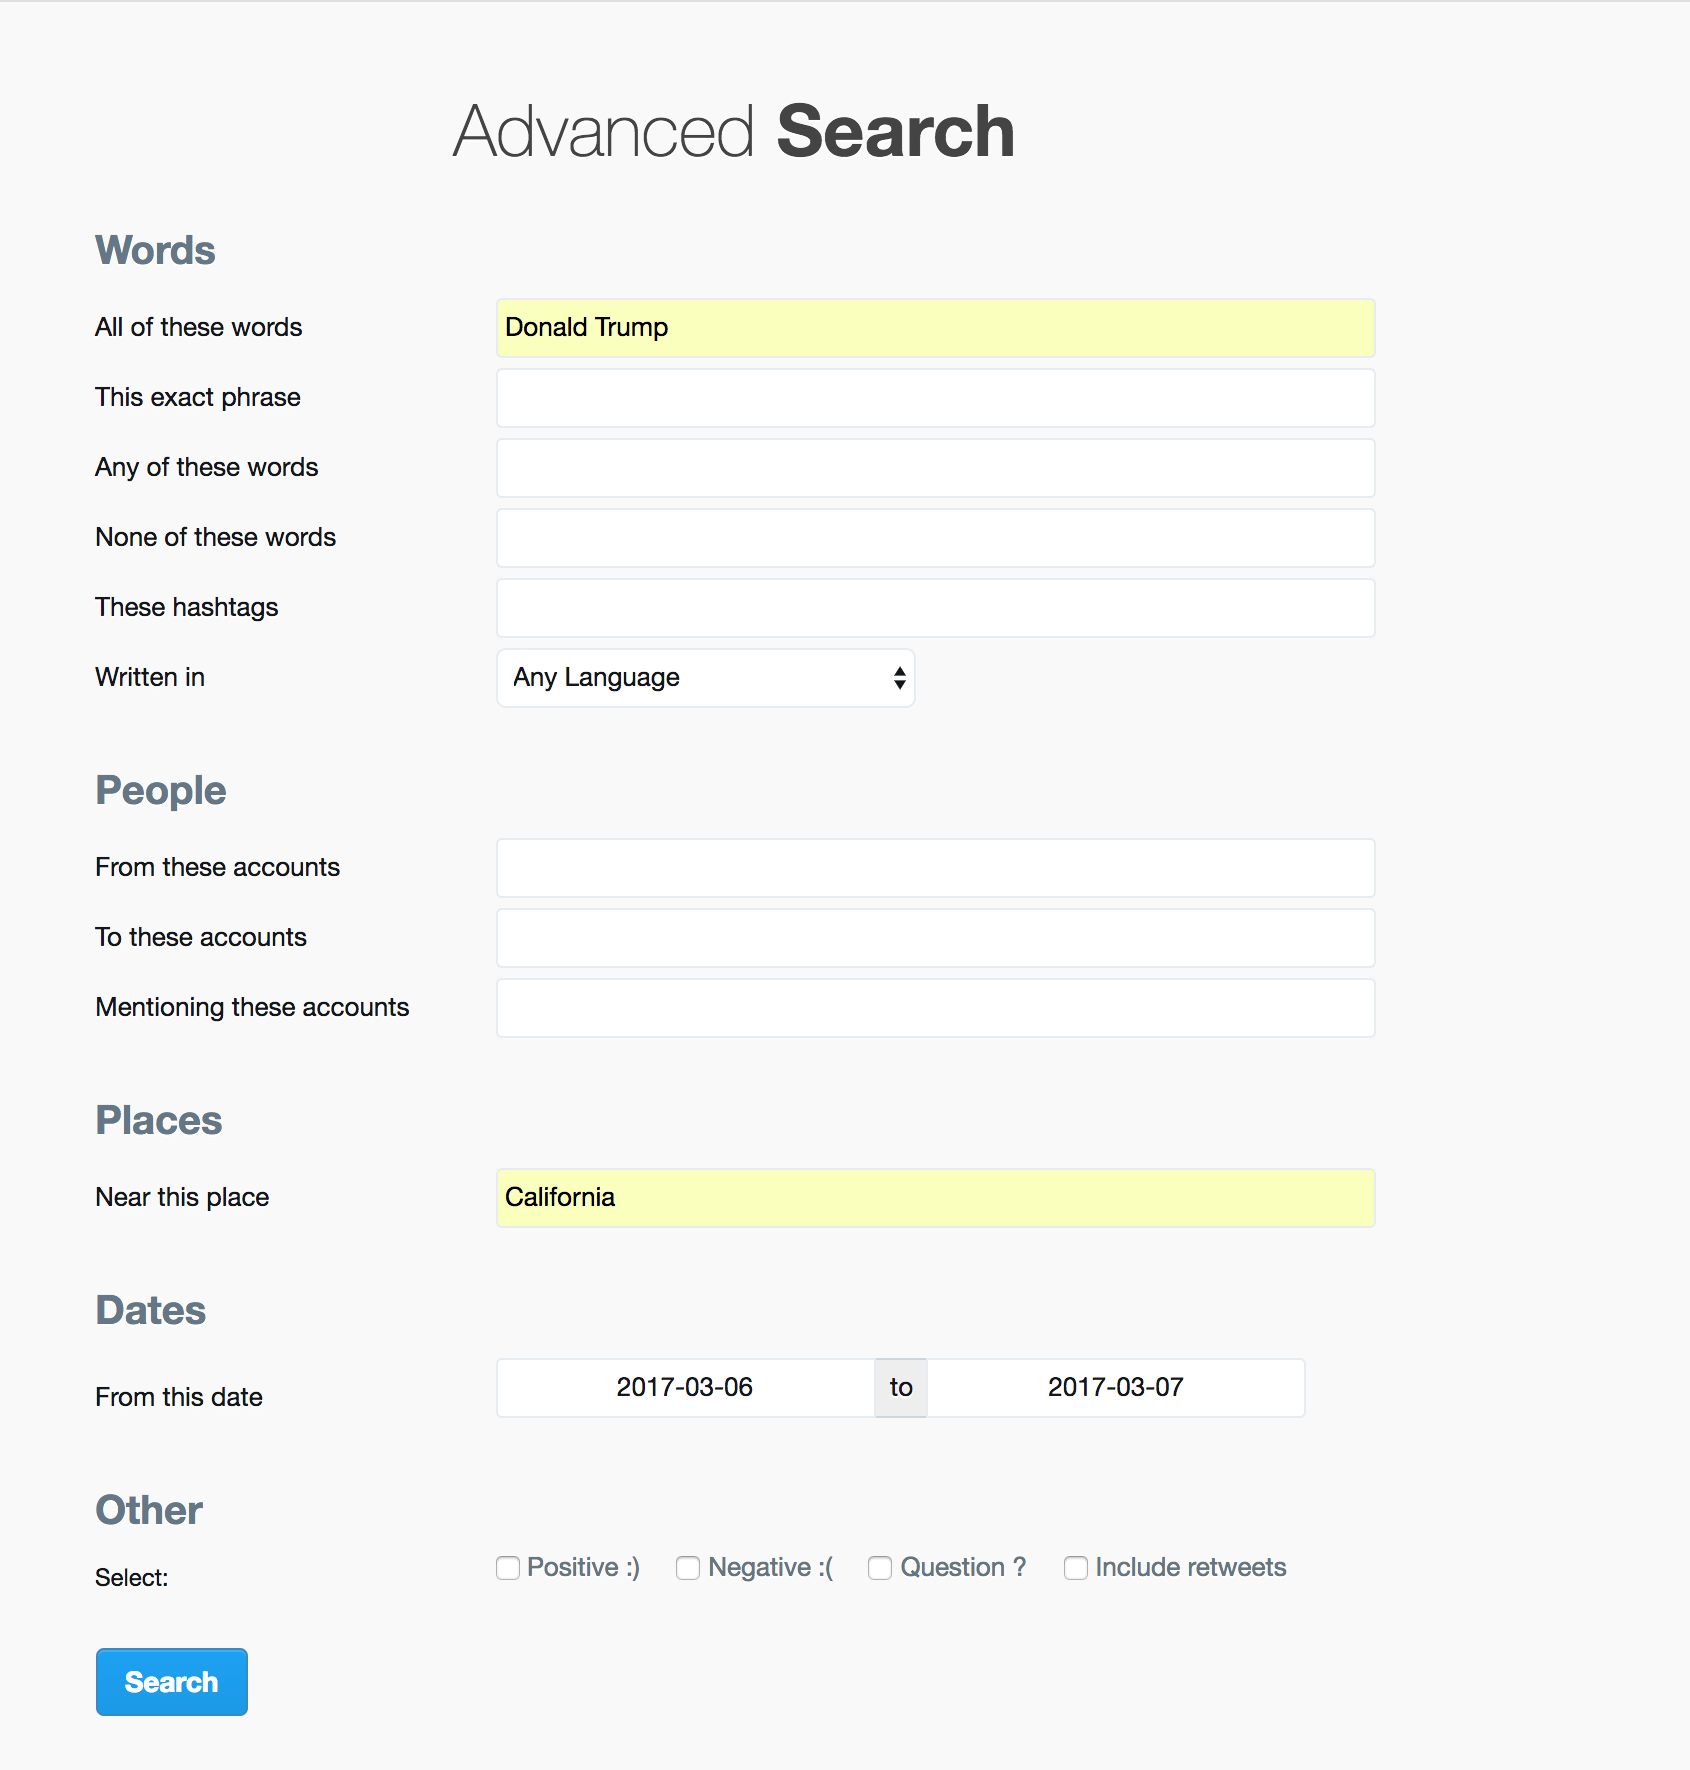 Advanced Search
Words
All of these words Donald Trump
This exact phrase
Any of these words
None of these words
These hashtags
Written in Any Language
People
From these accounts
To these accounts
Mentioning these accounts
Places
Near this place California
Dates
From this date 2017-03-06 to 2017-03-07
Other
Select: Positive :) Negative :( Question ? Include retweets
Search